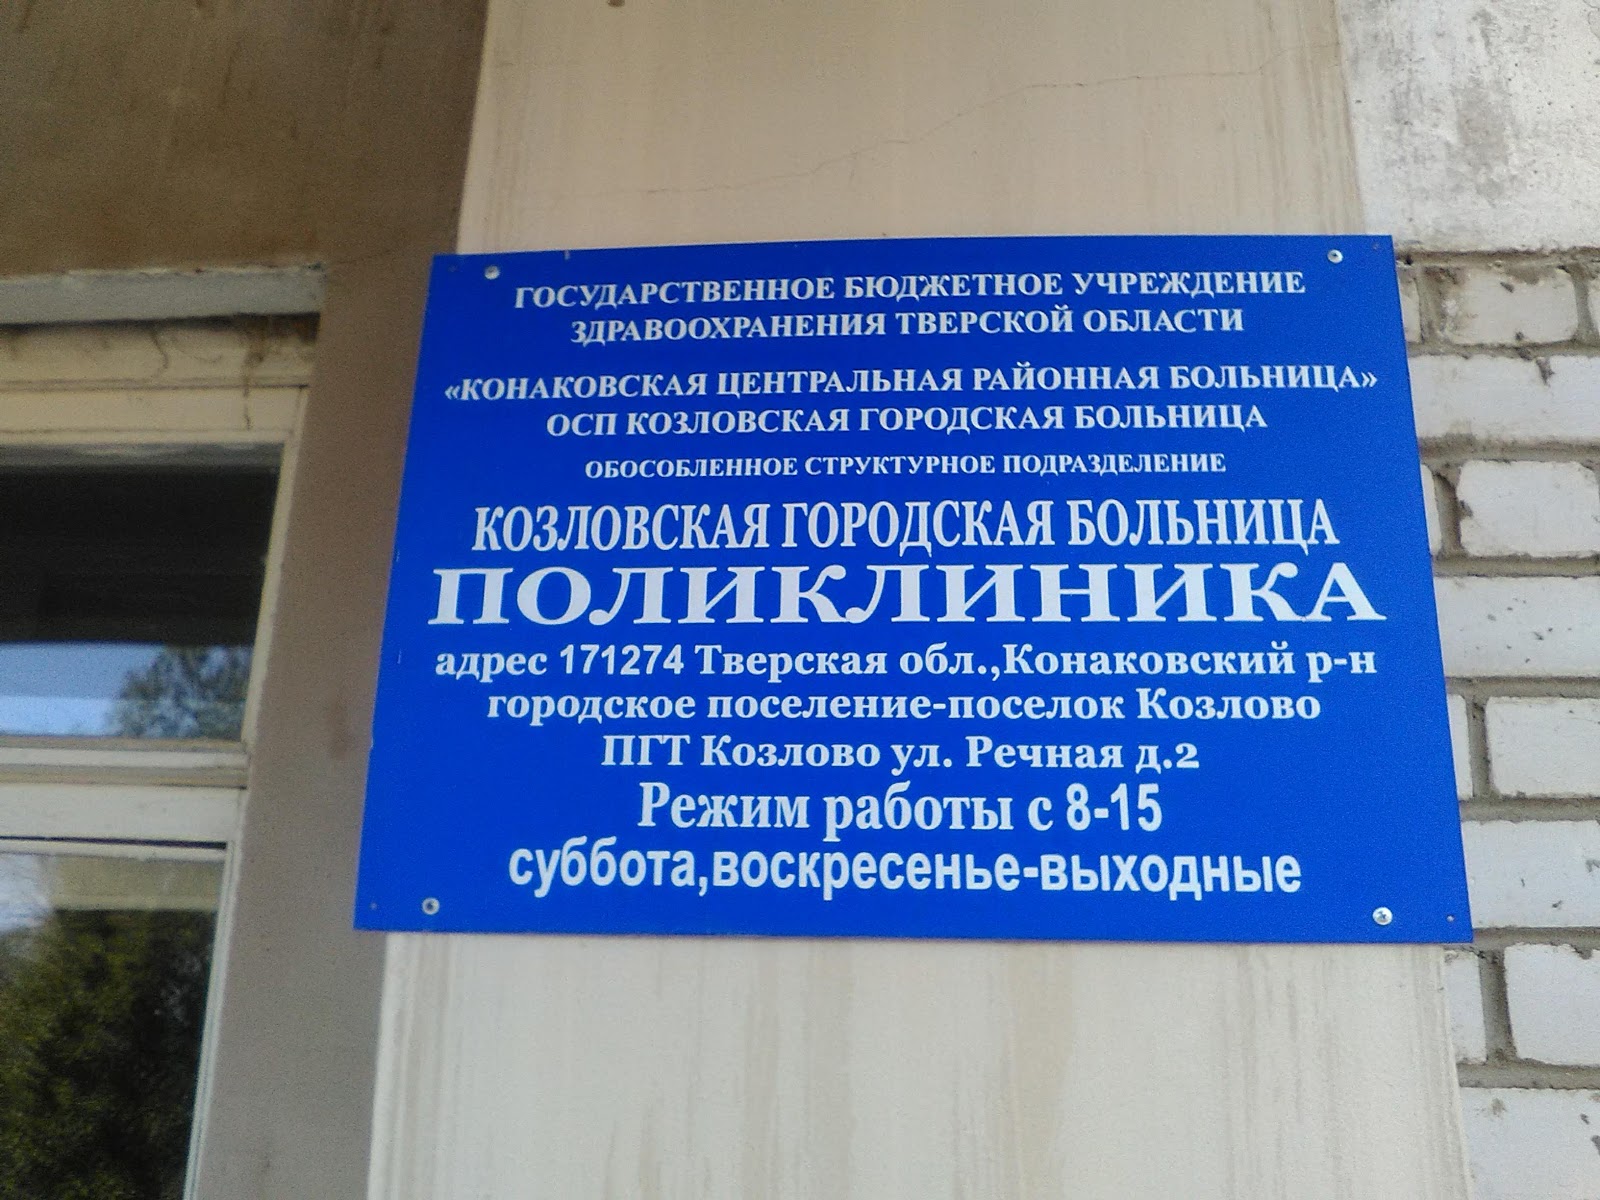 ГОСУДАРСТВЕННОЕ БЮДЖЕТНОЕ УЧРЕЖДЕНИЕ
ЗДРАВООХРАНЕНИЯ ТВЕРСКОЙ ОБЛАСТИ
«КОНАКОВСКАЯ ЦЕНТРАЛЬНАЯ РАЙОННАЯ БОЛЬНИЦА»
ОСП КОЗЛОВСКАЯ ГОРОДСКАЯ БОЛЬНИЦА
ОБОСОБЛЕННОЕ СТРУКТУРНОЕ ПОДРАЗДЕЛЕНИЕ
КОЗЛОВСКАЯ ГОРОДСКАЯ БОЛЬНИЦА
ПОЛИКЛИНИКА
адрес 171274 Тверская обл.,Конаковский р-н
городское поселение-поселок Козлово
ПГТ Козлово ул. Речная д.2
Режим работы с 8-15
суббота,воскресенье-выходные